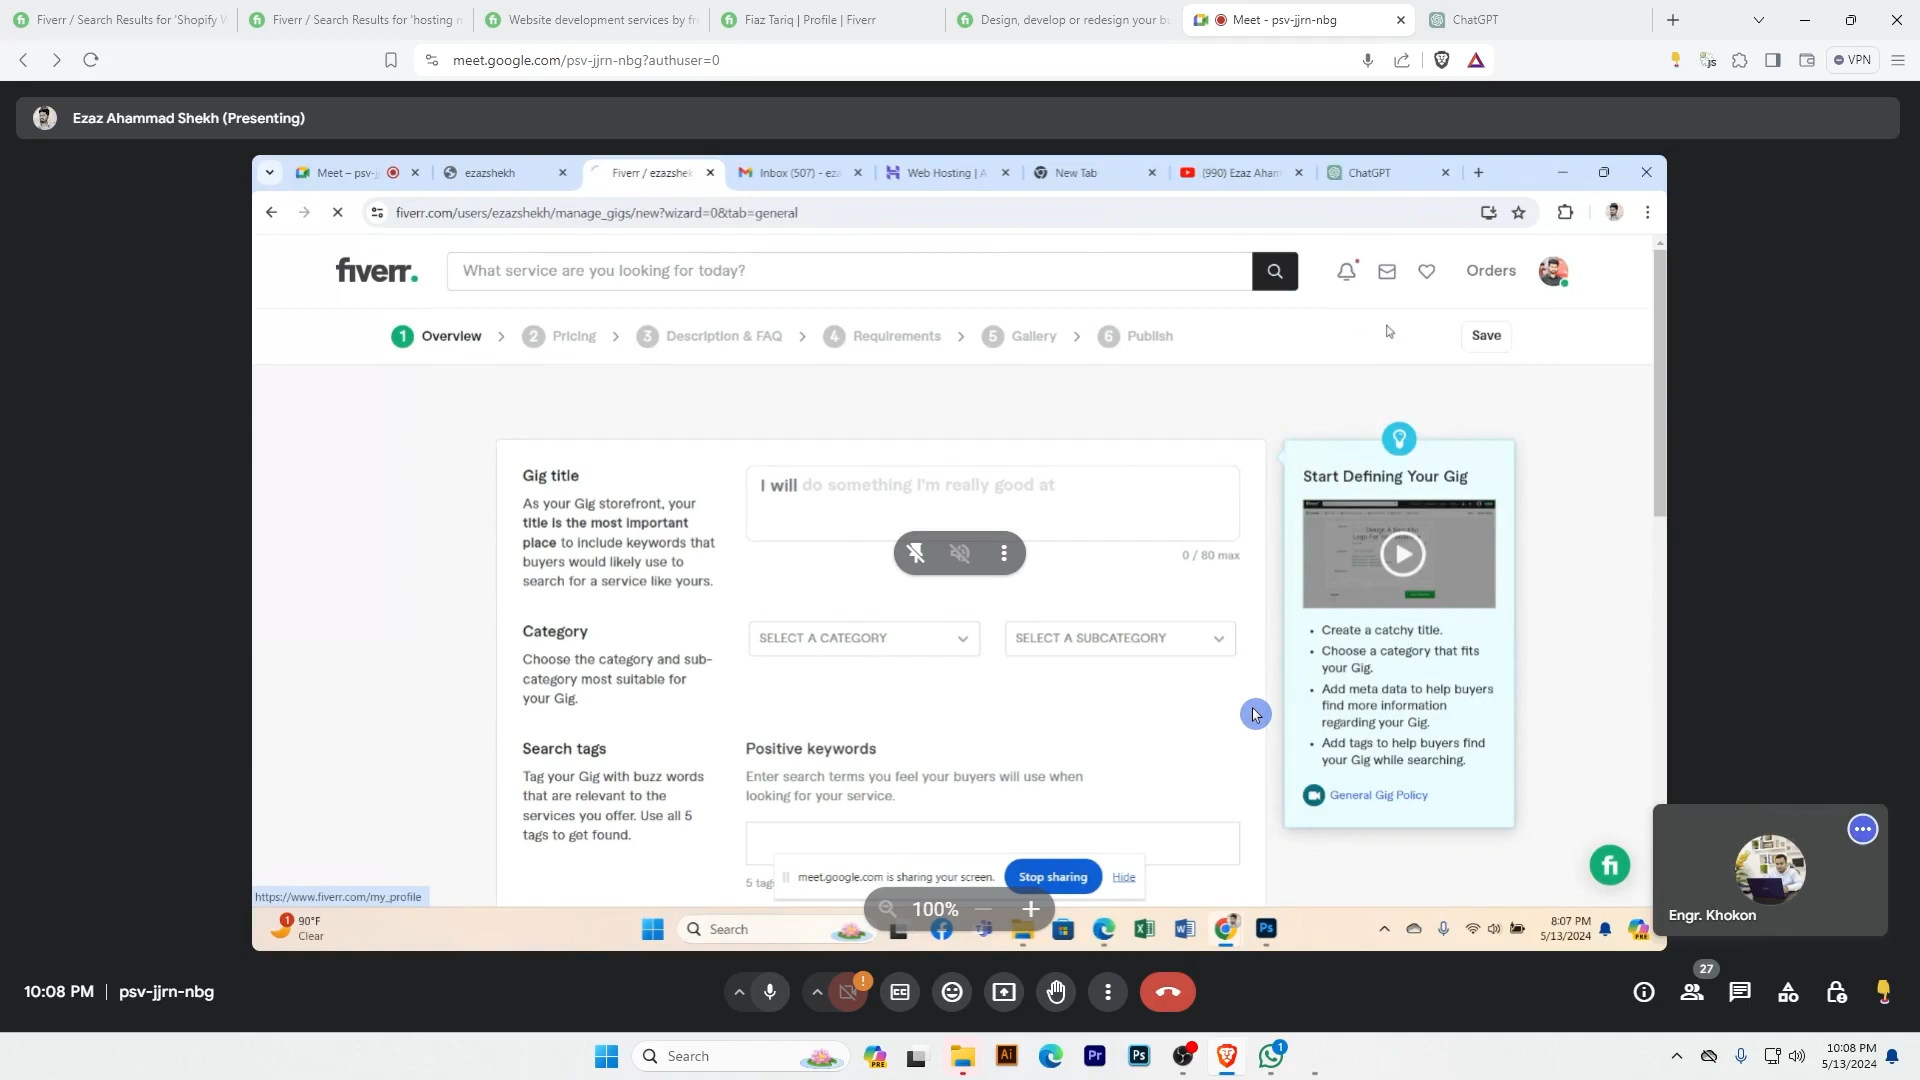 Fiverr / Search Results for 'Shopify
Fiverr / Search Results for 'hosting
Website development services by fr
Fiaz Tariq | Profile | Fiverr
Design, develop or redesign your bu
Meet - psv-jjrn-nbg
ChatGPT
meet.google.com/psv-jjrn-nbg?authuser=0
VPN
Ezaz Ahammad Shekh (Presenting)
Meet – psv-j
ezazshekh
Fiverr / ezazshek
Inbox (507) - eza
Web Hosting | A
New Tab
(990) Ezaz Aham
ChatGPT
fiverr.com/users/ezazshekh/manage_gigs/new?wizard=0&tab=general
fiverr.
What service are you looking for today?
Orders
1 Overview
2 Pricing
3 Description & FAQ
4 Requirements
5 Gallery
6 Publish
Save
Gig title
As your Gig storefront, your
title is the most important
place to include keywords that
buyers would likely use to
search for a service like yours.
I will do something I'm really good at
0 / 80 max
Category
Choose the category and sub-
category most suitable for
your Gig.
SELECT A CATEGORY
SELECT A SUBCATEGORY
Search tags
Tag your Gig with buzz words
that are relevant to the
services you offer. Use all 5
tags to get found.
Positive keywords
Enter search terms you feel your buyers will use when
looking for your service.
5 tag
Start Defining Your Gig
Create a catchy title.
Choose a category that fits
your Gig.
Add meta data to help buyers
find more information
regarding your Gig.
Add tags to help buyers find
your Gig while searching.
General Gig Policy
fi
meet.google.com is sharing your screen.
Stop sharing
Hide
https://www.fiverr.com/my_profile
100%
1
90°F
Clear
Search
8:07 PM
5/13/2024
Engr. Khokon
10:08 PM | psv-jjrn-nbg
27
Search
1
10:08 PM
5/13/2024